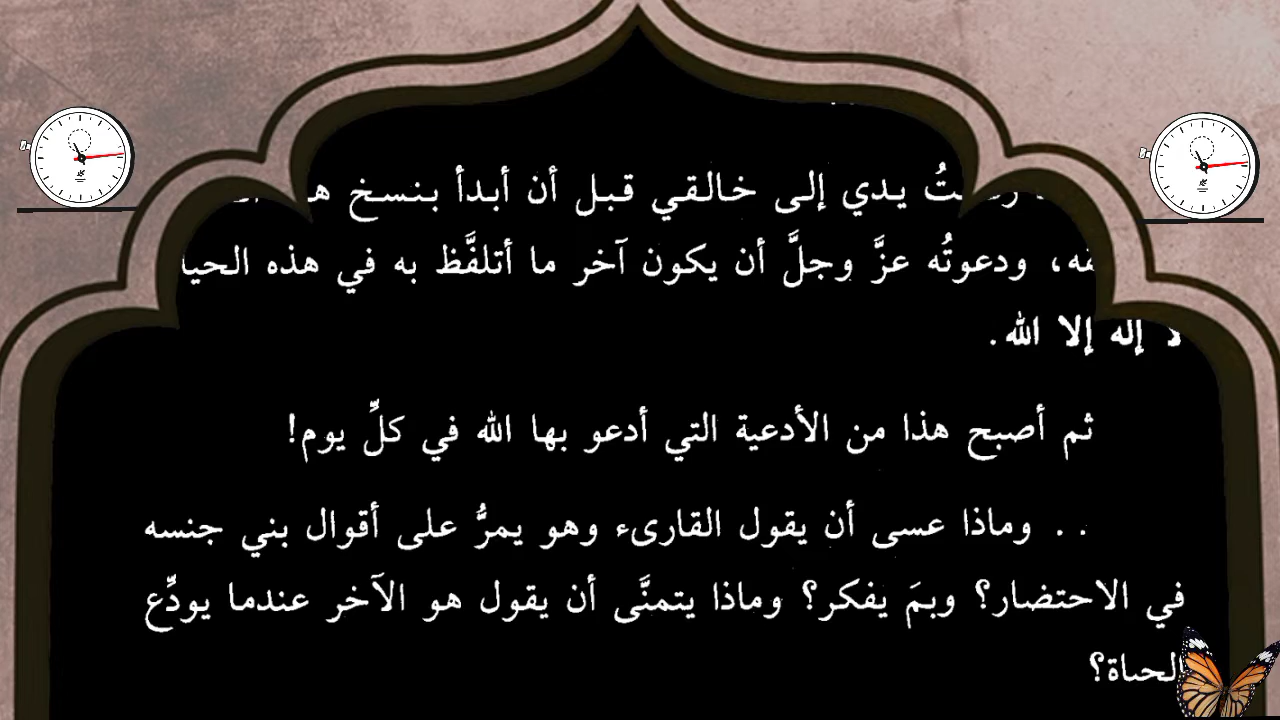 يدي إلى خالقي قبل أن أبدأ بنسخ
ودعوتُه عزَّ وجلَّ أن يكون آخر ما أتلفَّظ به في هذه
إله إلا الله.
ثم أصبح هذا من الأدعية التي أدعو بها الله في كلِّ يوم!
. . وماذا عسى أن يقول القارىء وهو يمرُّ على أقوال بني جنسه
في الاحتضار؟ وبمَ يفكر؟ وماذا يتمنَّى أن يقول هو الآخر عندما يودِّع
الحياة؟